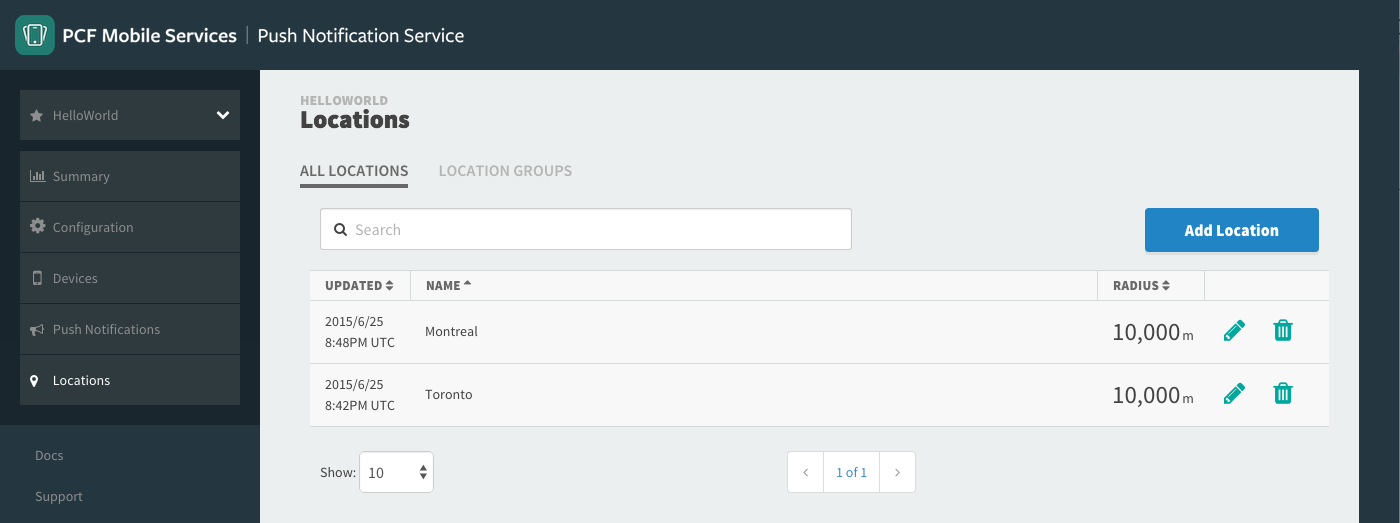 PCF Mobile Services | Push Notification Service
HelloWorld
Summary
Configuration
Devices
Push Notifications
Locations
Docs
Support
HELLOWORLD
Locations
ALL LOCATIONS LOCATION GROUPS
Search
Add Location
UPDATED NAME RADIUS
2015/6/25
8:48PM UTC
Montreal
10,000 m
2015/6/25
8:42PM UTC
Toronto
10,000 m
Show: 10
< 1 of 1 >